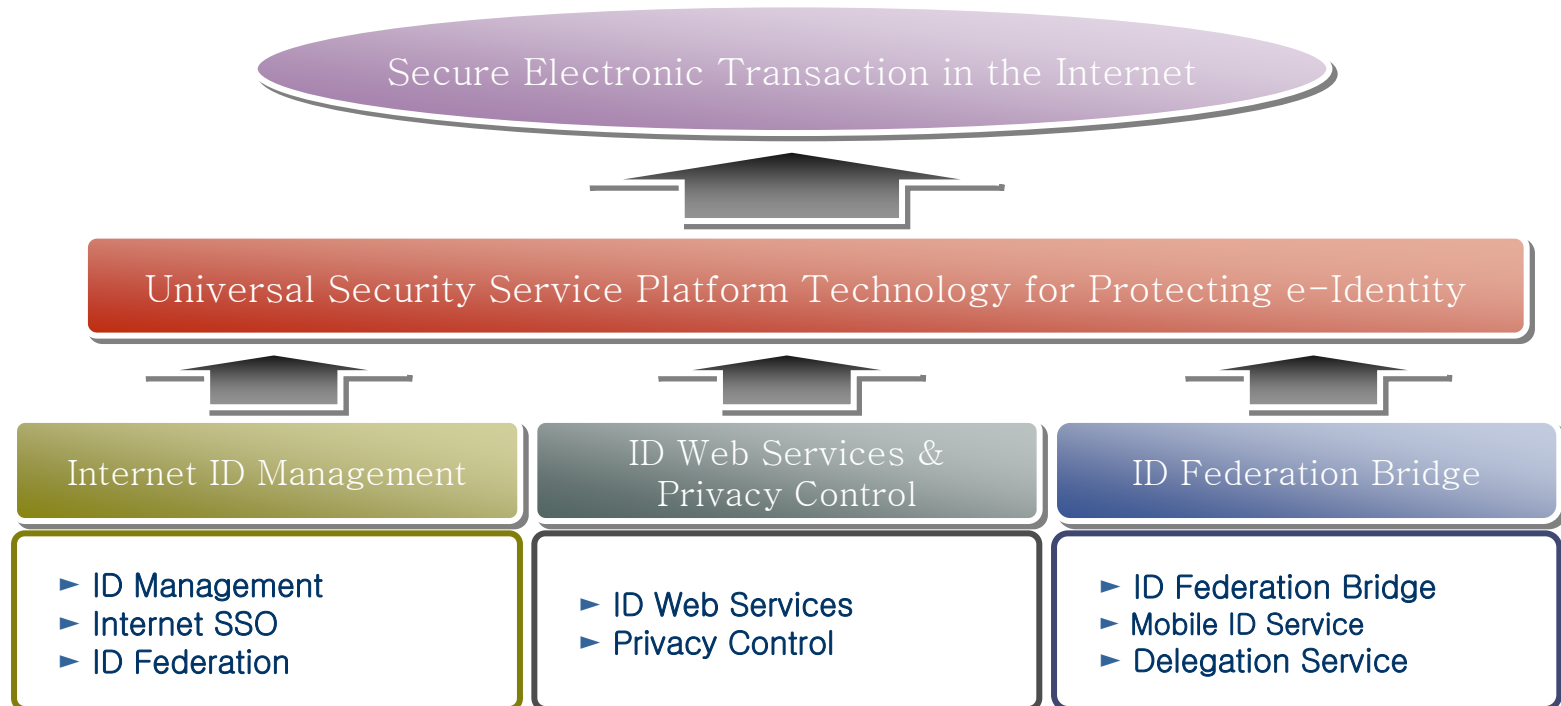 Secure Electronic Transaction in the Internet
Universal Security Service Platform Technology for Protecting e-Identity
Internet ID Management
► ID Management
► Internet SSO
► ID Federation
ID Web Services &
Privacy Control
► ID Web Services
► Privacy Control
ID Federation Bridge
► ID Federation Bridge
► Mobile ID Service
► Delegation Service